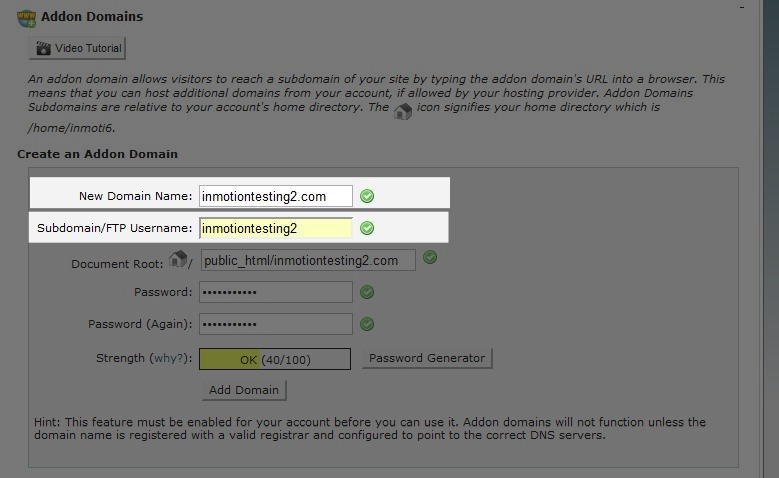 Addon Domains
Video Tutorial
An addon domain allows visitors to reach a subdomain of your site by typing the addon domain's URL into a browser. This
means that you can host additional domains from your account, if allowed by your hosting provider. Addon Domains
Subdomains are relative to your account's home directory. The icon signifies your home directory which is
/home/inmoti6.
Create an Addon Domain
New Domain Name: inmotiontesting2.com
Subdomain/FTP Username: inmotiontesting2
Document Root: / public_html/inmotiontesting2.com
Password: •••••••••••
Password (Again): •••••••••••
Strength (why?): OK (40/100) Password Generator
Add Domain
Hint: This feature must be enabled for your account before you can use it. Addon domains will not function unless the
domain name is registered with a valid registrar and configured to point to the correct DNS servers.